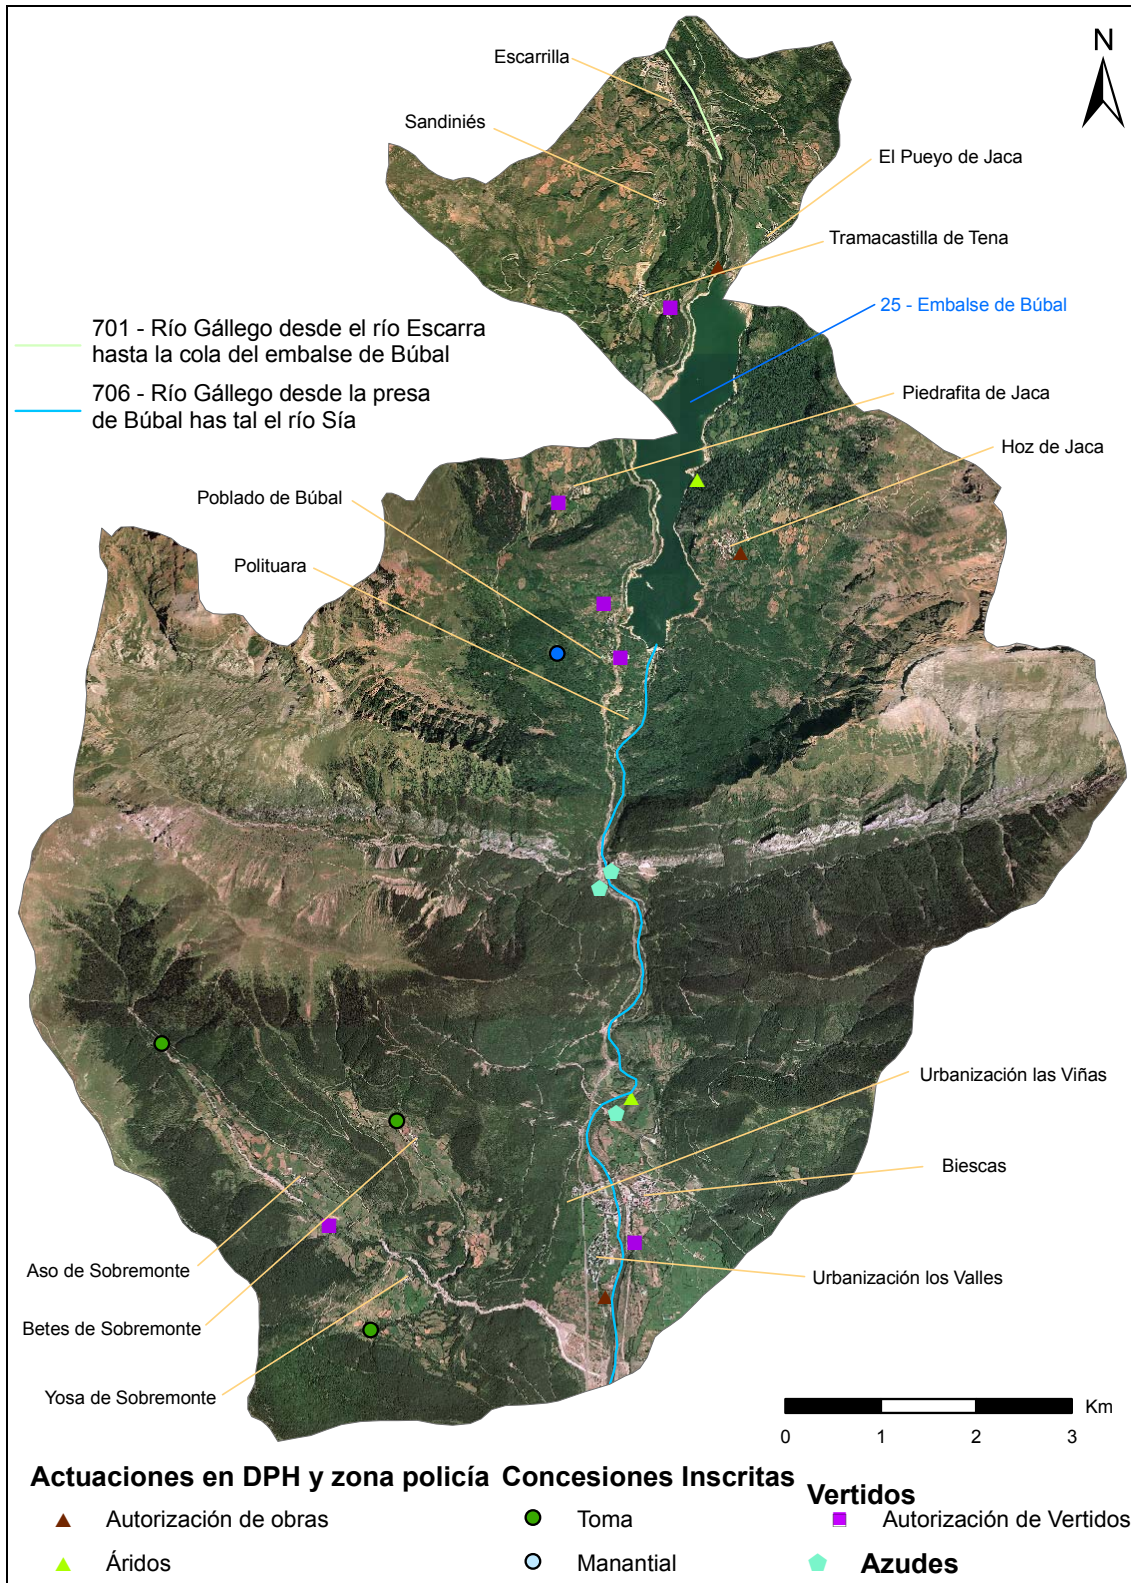 N
Escarrilla
Sandiniés
El Pueyo de Jaca
Tramacastilla de Tena
25 - Embalse de Búbal
701 - Río Gállego desde el río Escarra
hasta la cola del embalse de Búbal
706 - Río Gállego desde la presa
de Búbal has tal el río Sía
Piedrafita de Jaca
Hoz de Jaca
Poblado de Búbal
Polituara
Urbanización las Viñas
Biescas
Aso de Sobremonte
Urbanización los Valles
Betes de Sobremonte
Yosa de Sobremonte
Km
0 1 2 3
Actuaciones en DPH y zona policía
Autorización de obras
Áridos
Concesiones Inscritas
Toma
Manantial
Vertidos
Autorización de Vertidos
Azudes